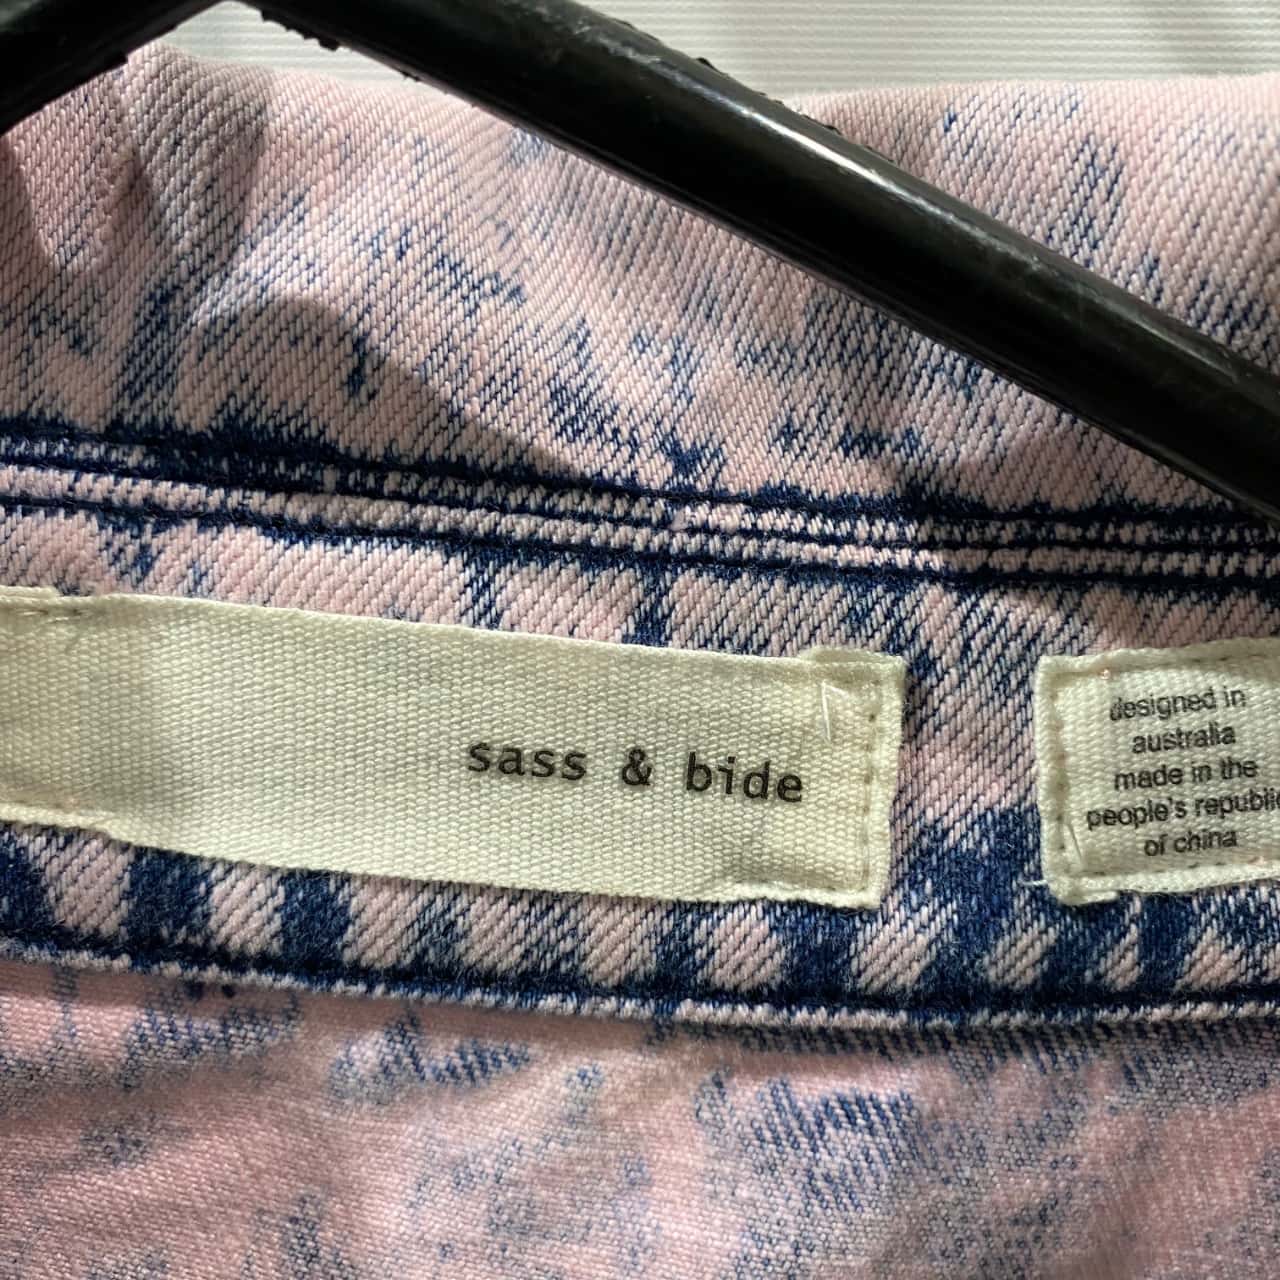 sass & bide
designed in
australia
made in the
people's republic
of china